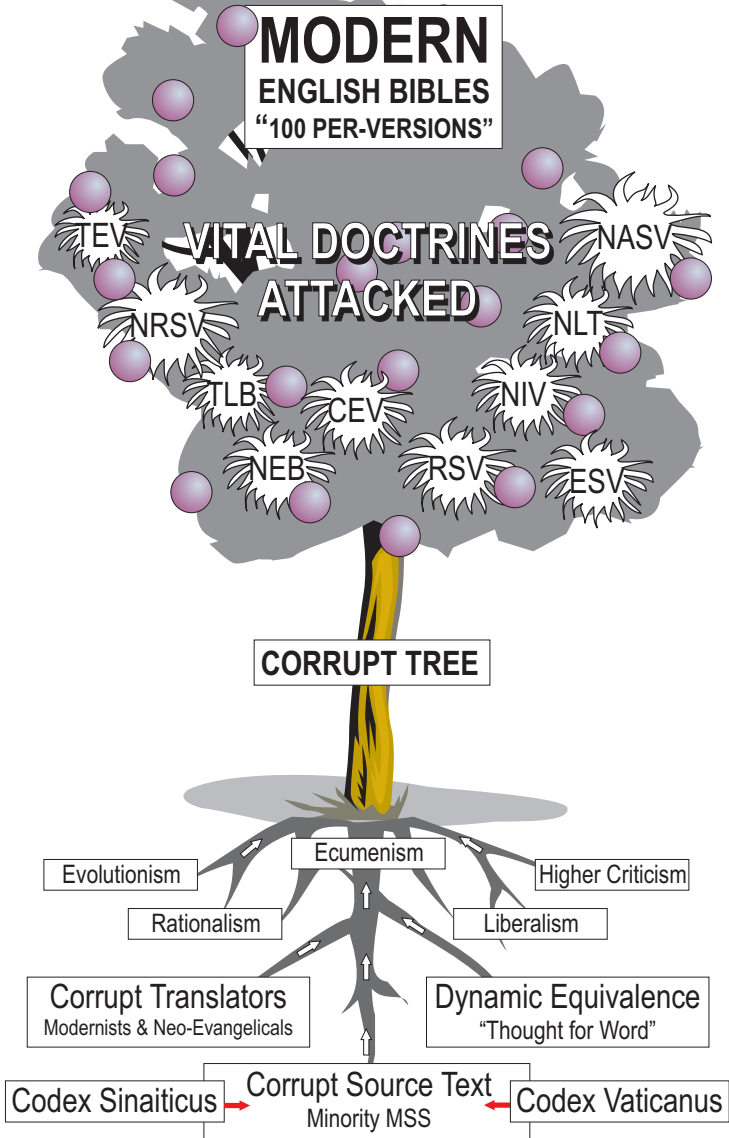 MODERN
ENGLISH BIBLES
“100 PER-VERSIONS”
TEV
VITAL DOCTRINES
ATTACKED
NASV
NRSV
NLT
TLB
CEV
NIV
NEB
RSV
ESV
CORRUPT TREE
Ecumenism
Evolutionism
Higher Criticism
Rationalism
Liberalism
Corrupt Translators
Modernists & Neo-Evangelicals
Dynamic Equivalence
“Thought for Word”
Codex Sinaiticus
Corrupt Source Text
Minority MSS
Codex Vaticanus